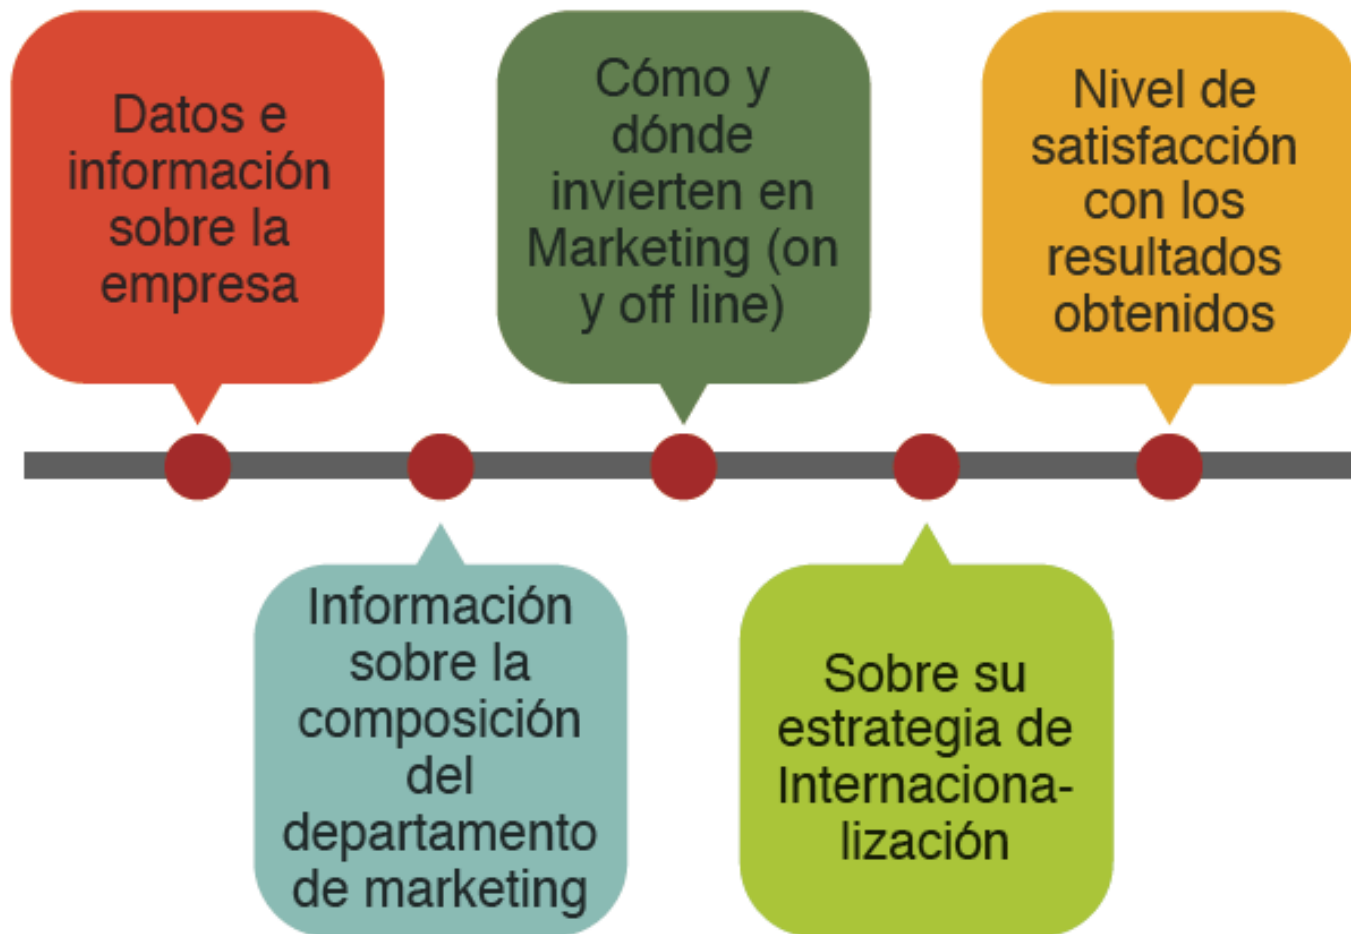 Datos e
información
sobre la
empresa
Información
sobre la
composición
del
departamento
de marketing
Cómo y
dónde
invierten en
Marketing (on
y off line)
Sobre su
estrategia de
Internaciona-
lización
Nivel de
satisfacción
con los
resultados
obtenidos